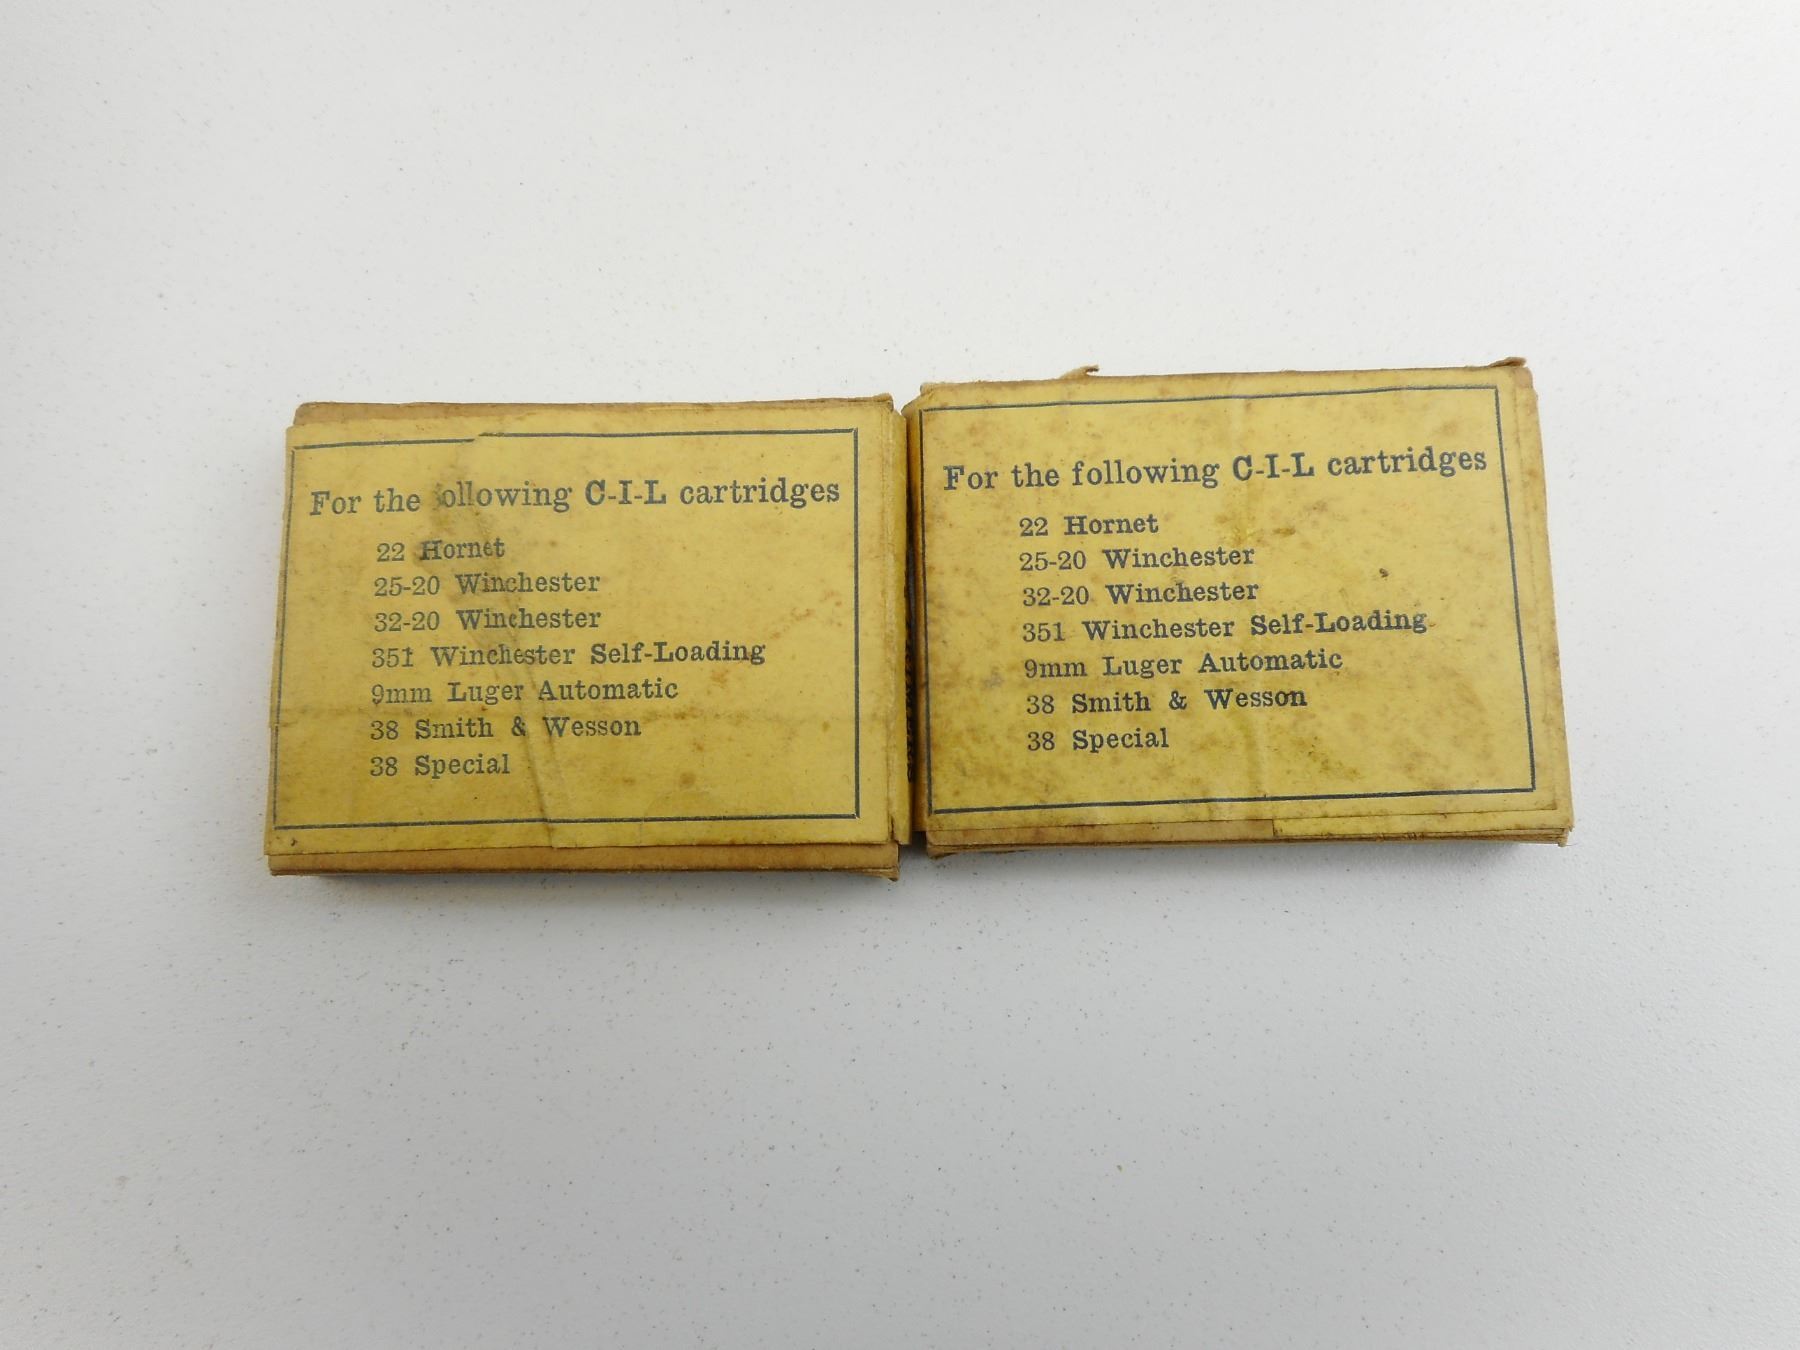 For the following C-I-L cartridges
22 Hornet
25-20 Winchester
32-20 Winchester
351 Winchester Self-Loading
9mm Luger Automatic
38 Smith & Wesson
38 Special
For the following C-I-L cartridges
22 Hornet
25-20 Winchester
32-20 Winchester
351 Winchester Self-Loading
9mm Luger Automatic
38 Smith & Wesson
38 Special